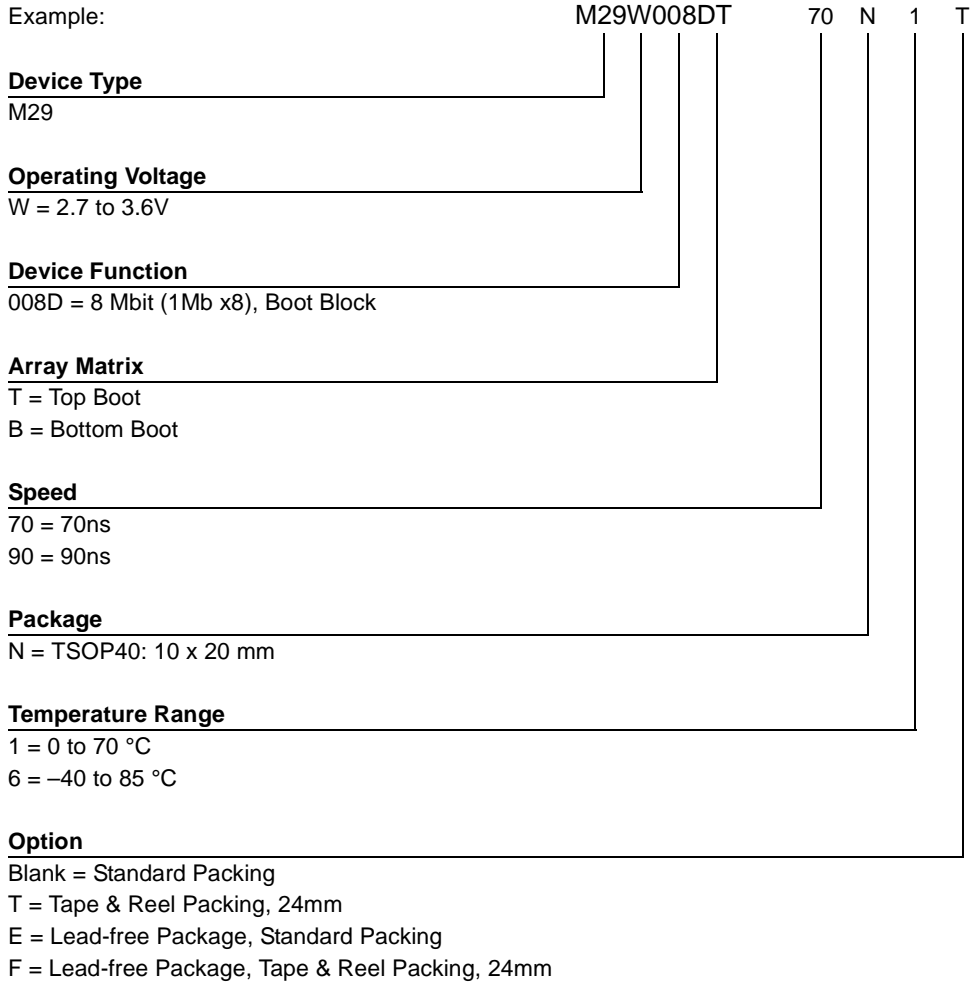 Example: M29W008DT 70 N 1 T
Device Type
M29
Operating Voltage
W = 2.7 to 3.6V
Device Function
008D = 8 Mbit (1Mb x8), Boot Block
Array Matrix
T = Top Boot
B = Bottom Boot
Speed
70 = 70ns
90 = 90ns
Package
N = TSOP40: 10 x 20 mm
Temperature Range
1 = 0 to 70 °C
6 = –40 to 85 °C
Option
Blank = Standard Packing
T = Tape & Reel Packing, 24mm
E = Lead-free Package, Standard Packing
F = Lead-free Package, Tape & Reel Packing, 24mm